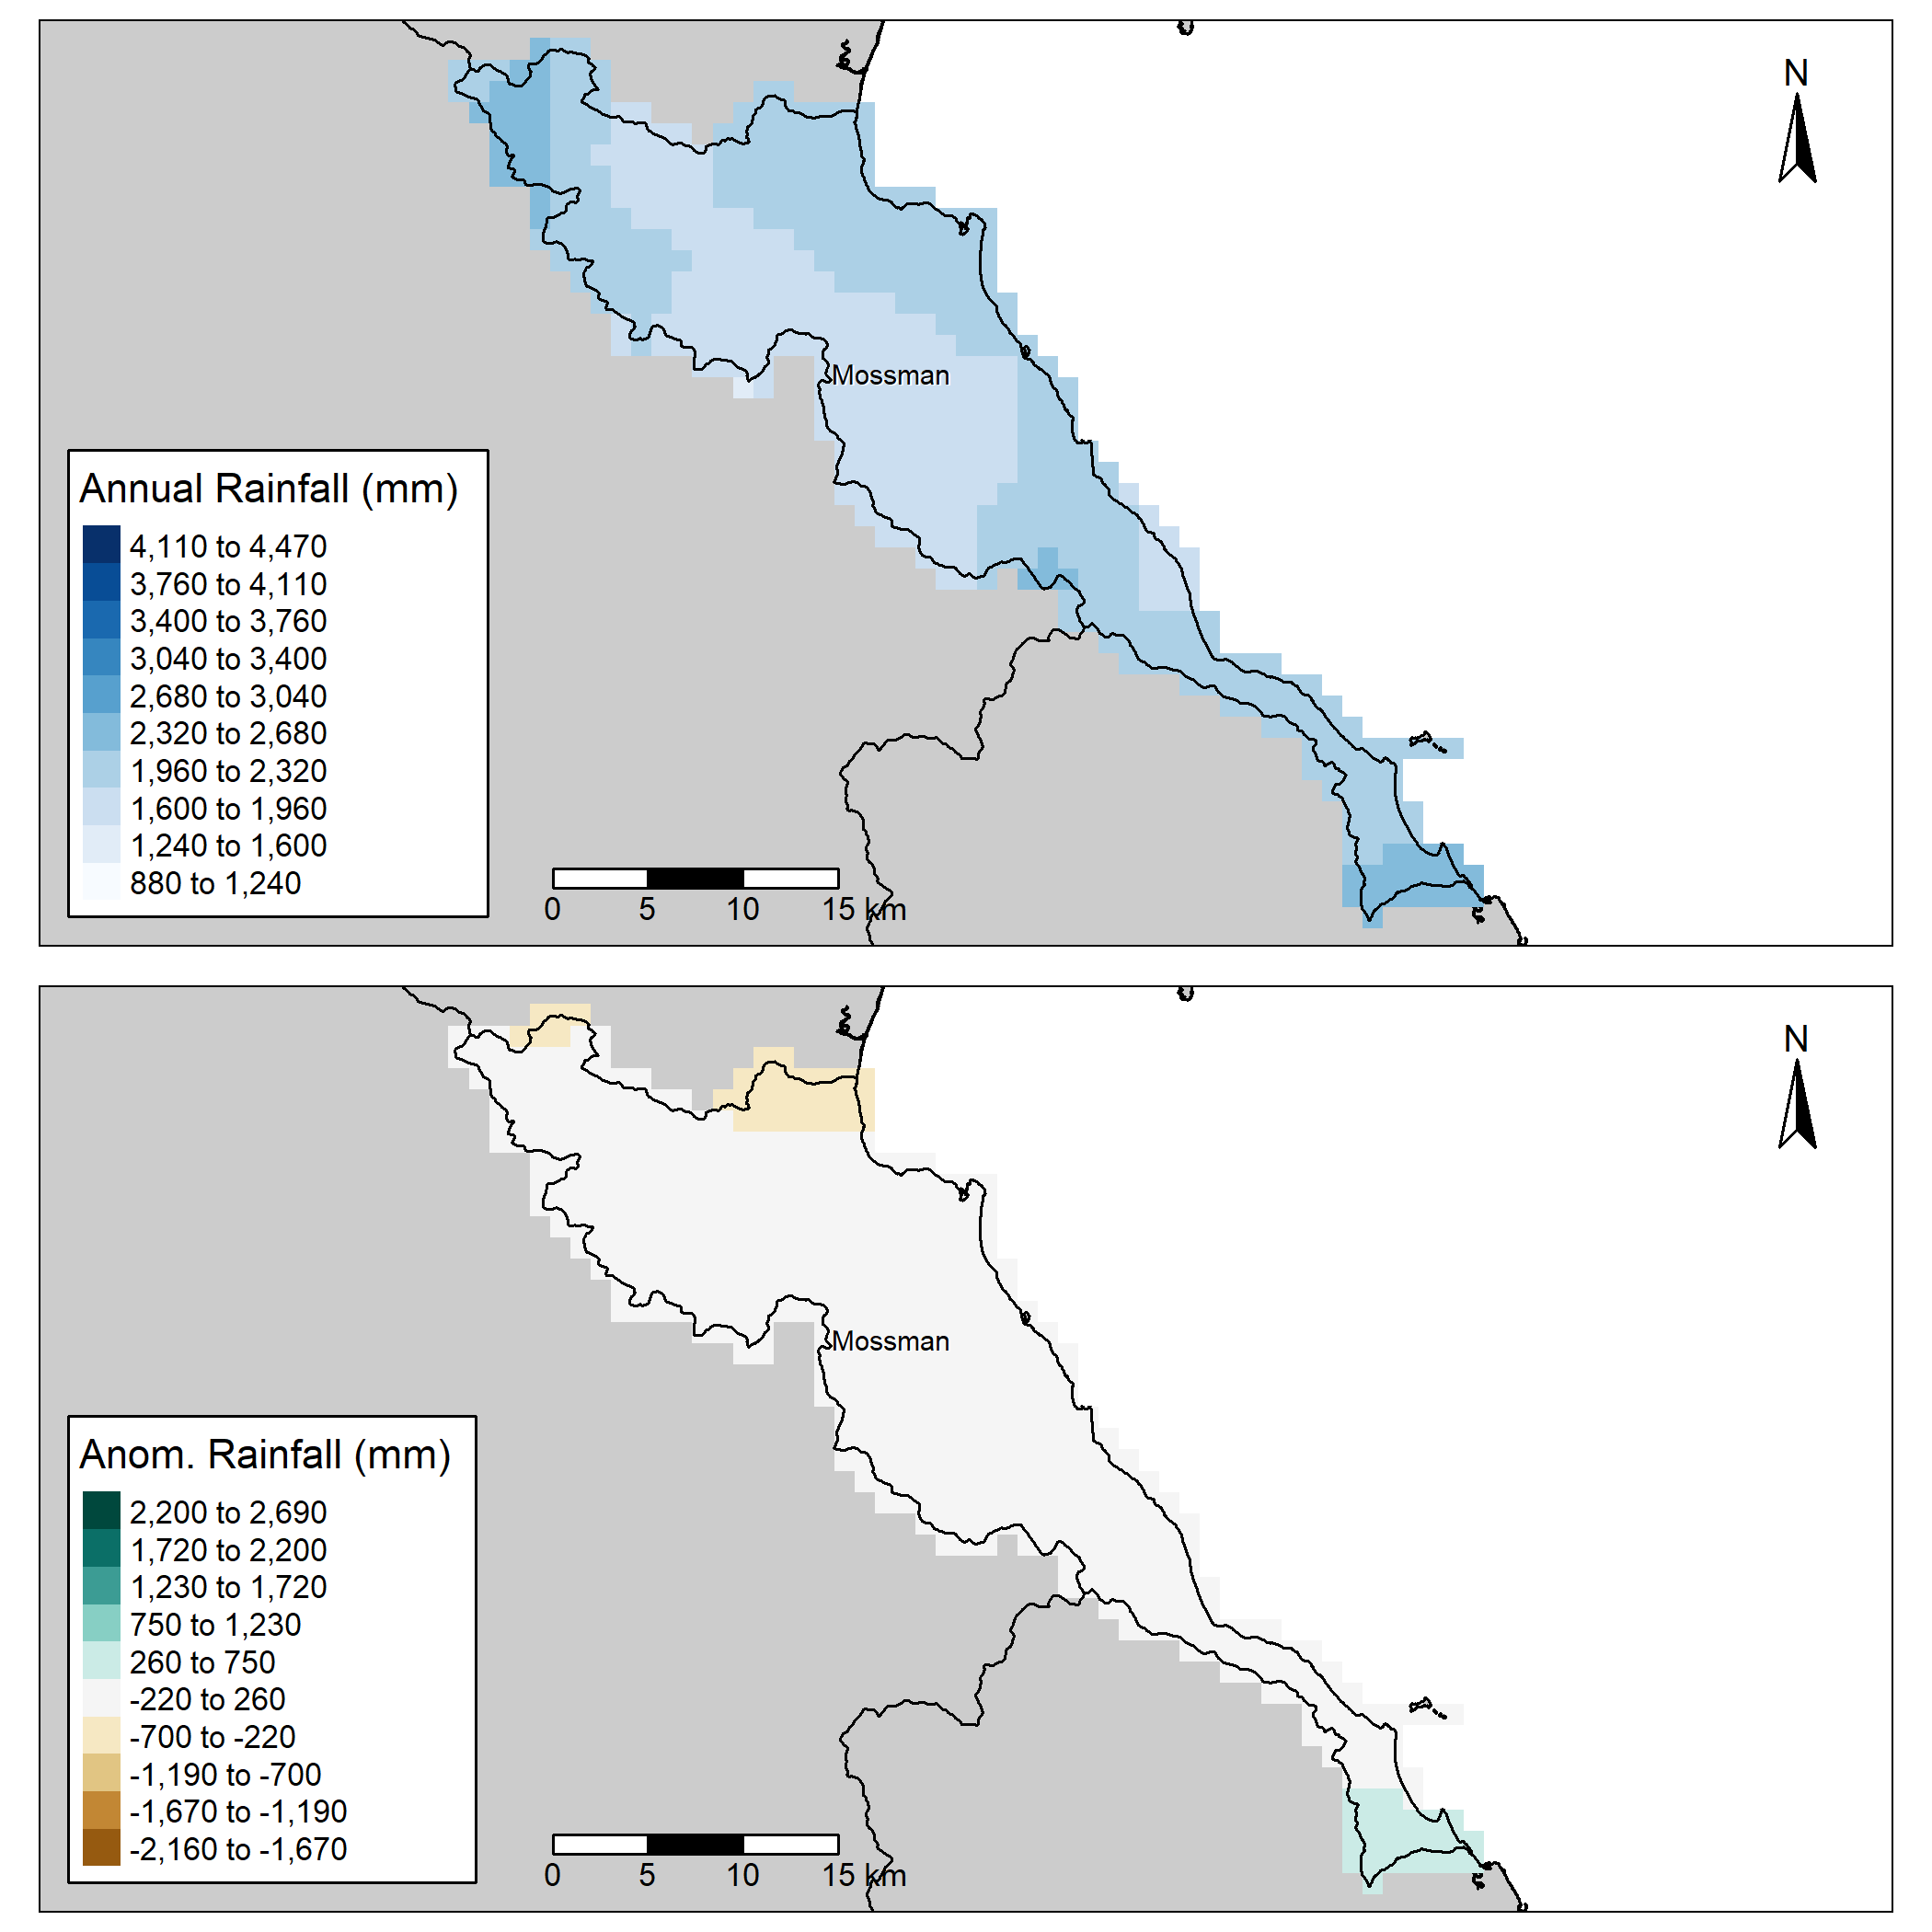 N
Mossman
Annual Rainfall (mm)
4,110 to 4,470
3,760 to 4,110
3,400 to 3,760
3,040 to 3,400
2,680 to 3,040
2,320 to 2,680
1,960 to 2,320
1,600 to 1,960
1,240 to 1,600
880 to 1,240
0 5 10 15 km
N
Mossman
Anom. Rainfall (mm)
2,200 to 2,690
1,720 to 2,200
1,230 to 1,720
750 to 1,230
260 to 750
-220 to 260
-700 to -220
-1,190 to -700
-1,670 to -1,190
-2,160 to -1,670
0 5 10 15 km